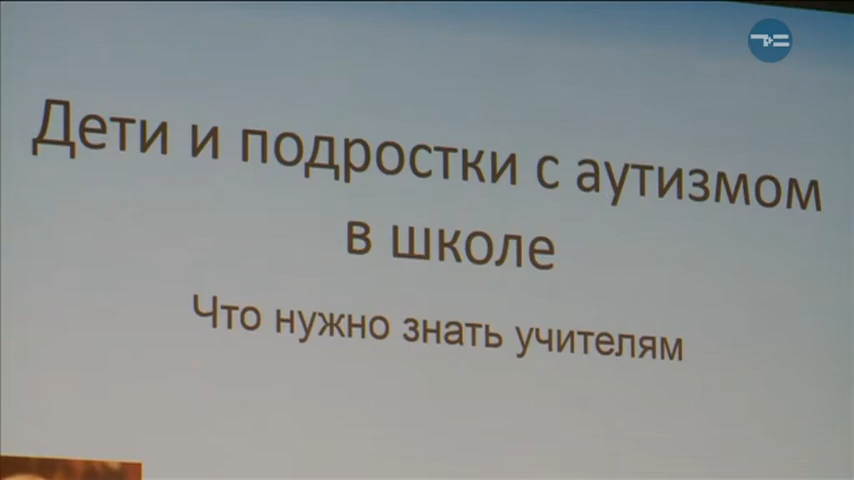 Дети и подростки с аутизмом
в школе
Что нужно знать учителям